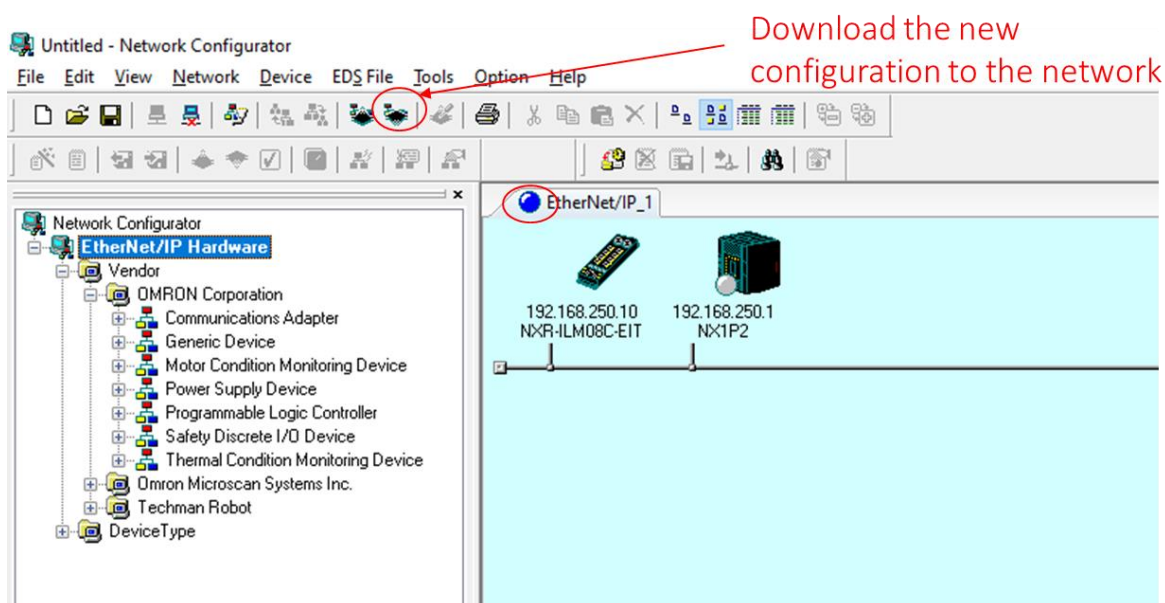 Download the new
configuration to the network
Untitled - Network Configurator
File Edit View Network Device EDS File Tools Option Help
EtherNet/IP_1
Network Configurator
EtherNet/IP Hardware
Vendor
OMRON Corporation
Communications Adapter
Generic Device
Motor Condition Monitoring Device
Power Supply Device
Programmable Logic Controller
Safety Discrete I/O Device
Thermal Condition Monitoring Device
Omron Microscan Systems Inc.
Techman Robot
DeviceType
192.168.250.10
NXR-ILM08C-EIT
192.168.250.1
NX1P2